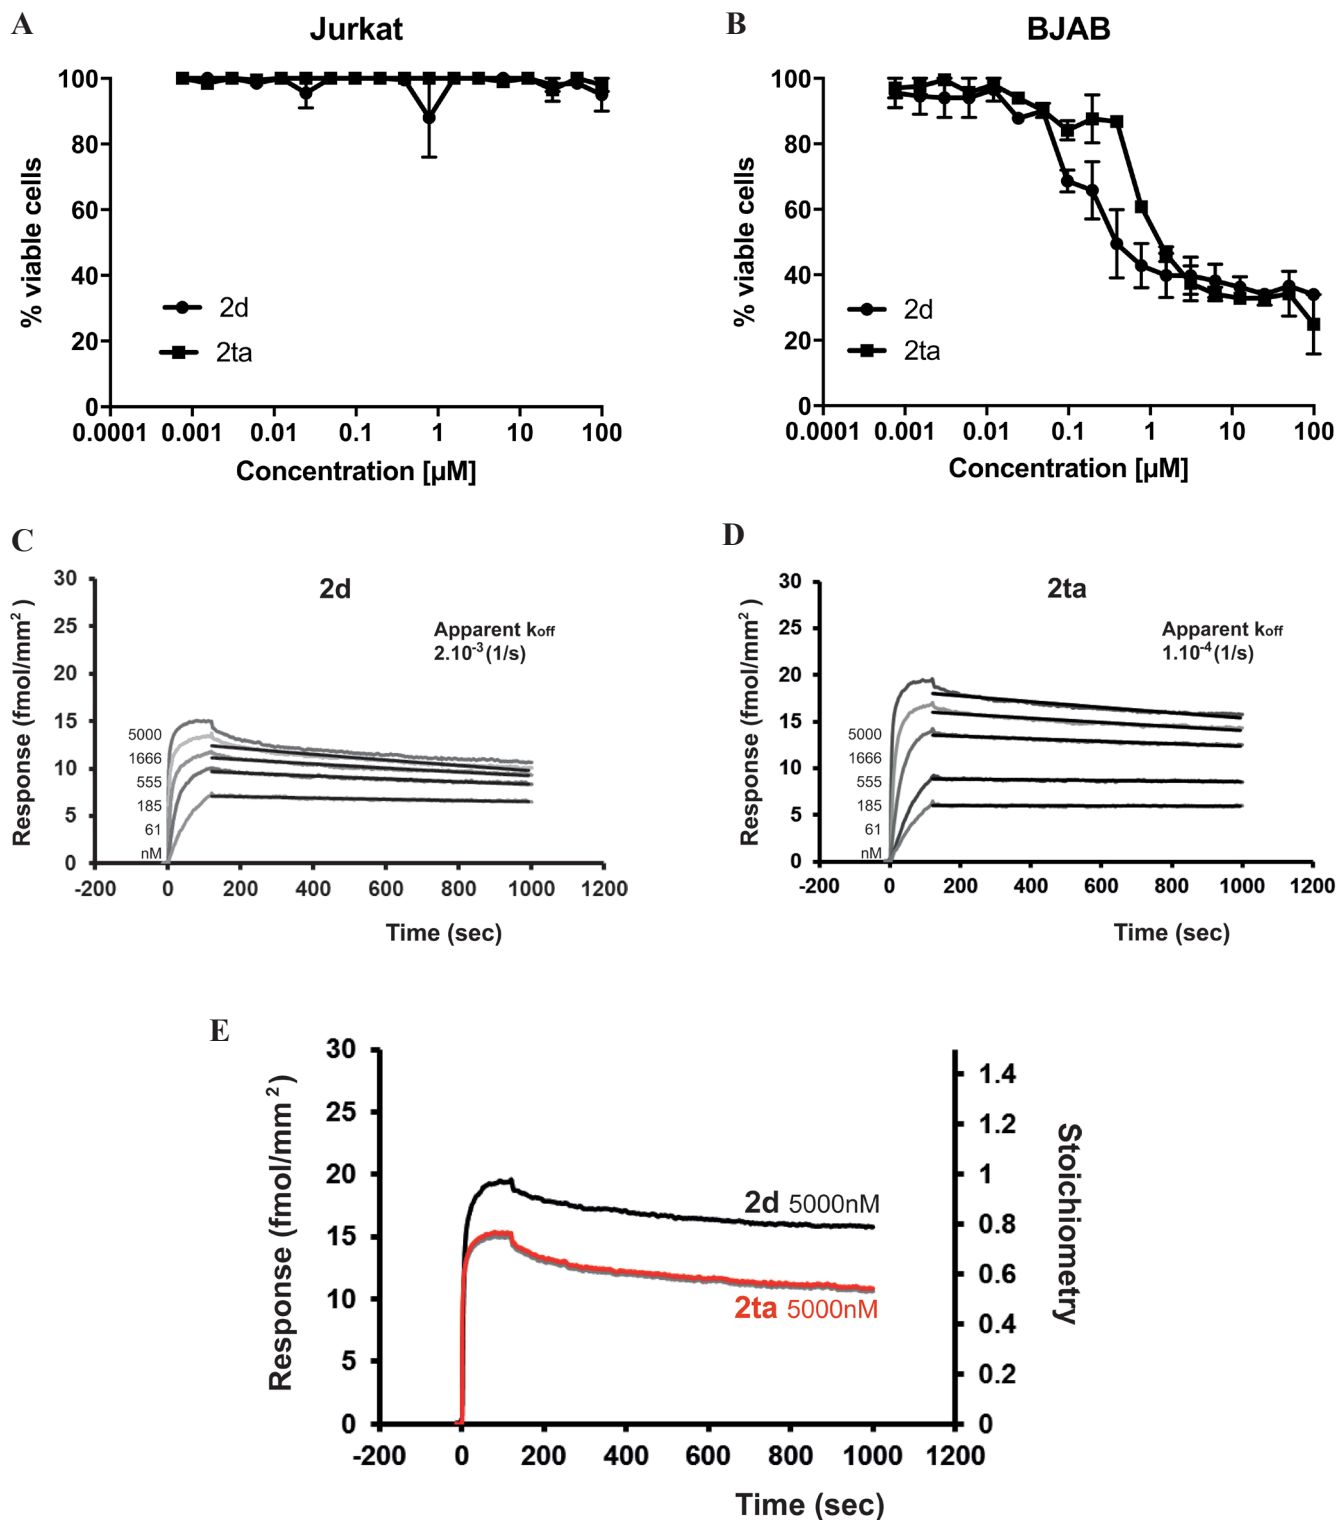 A
Jurkat
100
80
60
40
20
0
% viable cells
2d
2ta
0.0001 0.001 0.01 0.1 1 10 100
Concentration [µM]
B
BJAB
100
80
60
40
20
0
% viable cells
2d
2ta
0.0001 0.001 0.01 0.1 1 10 100
Concentration [µM]
C
2d
Apparent koff
2.10⁻³(1/s)
30
25
20
15
10
5
0
Response (fmol/mm²)
5000
1666
555
185
61
nM
-200 0 200 400 600 800 1000 1200
Time (sec)
D
2ta
Apparent koff
1.10⁻⁴(1/s)
30
25
20
15
10
5
0
Response (fmol/mm²)
5000
1666
555
185
61
nM
-200 0 200 400 600 800 1000 1200
Time (sec)
E
30
25
20
15
10
5
0
Response (fmol/mm²)
2d 5000nM
2ta 5000nM
1.4
1.2
1
0.8
0.6
0.4
0.2
0
Stoichiometry
-200 0 200 400 600 800 1000 1200
Time (sec)